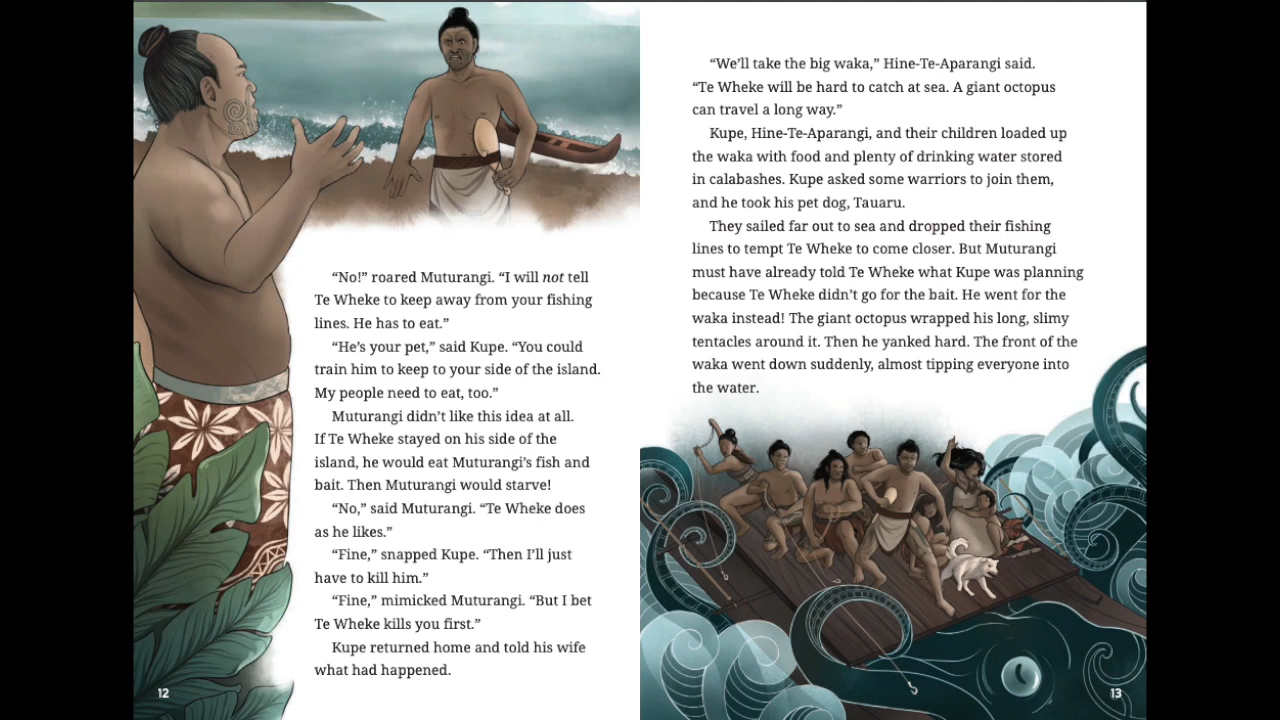 “No!” roared Muturangi. “I will not tell
Te Wheke to keep away from your fishing
lines. He has to eat.”
“He’s your pet,” said Kupe. “You could
train him to keep to your side of the island.
My people need to eat, too.”
Muturangi didn’t like this idea at all.
If Te Wheke stayed on his side of the
island, he would eat Muturangi’s fish and
bait. Then Muturangi would starve!
“No,” said Muturangi. “Te Wheke does
as he likes.”
“Fine,” snapped Kupe. “Then I’ll just
have to kill him.”
“Fine,” mimicked Muturangi. “But I bet
Te Wheke kills you first.”
Kupe returned home and told his wife
what had happened.
12
“We’ll take the big waka,” Hine-Te-Aparangi said.
“Te Wheke will be hard to catch at sea. A giant octopus
can travel a long way.”
Kupe, Hine-Te-Aparangi, and their children loaded up
the waka with food and plenty of drinking water stored
in calabashes. Kupe asked some warriors to join them,
and he took his pet dog, Tauaru.
They sailed far out to sea and dropped their fishing
lines to tempt Te Wheke to come closer. But Muturangi
must have already told Te Wheke what Kupe was planning
because Te Wheke didn’t go for the bait. He went for the
waka instead! The giant octopus wrapped his long, slimy
tentacles around it. Then he yanked hard. The front of the
waka went down suddenly, almost tipping everyone into
the water.
13